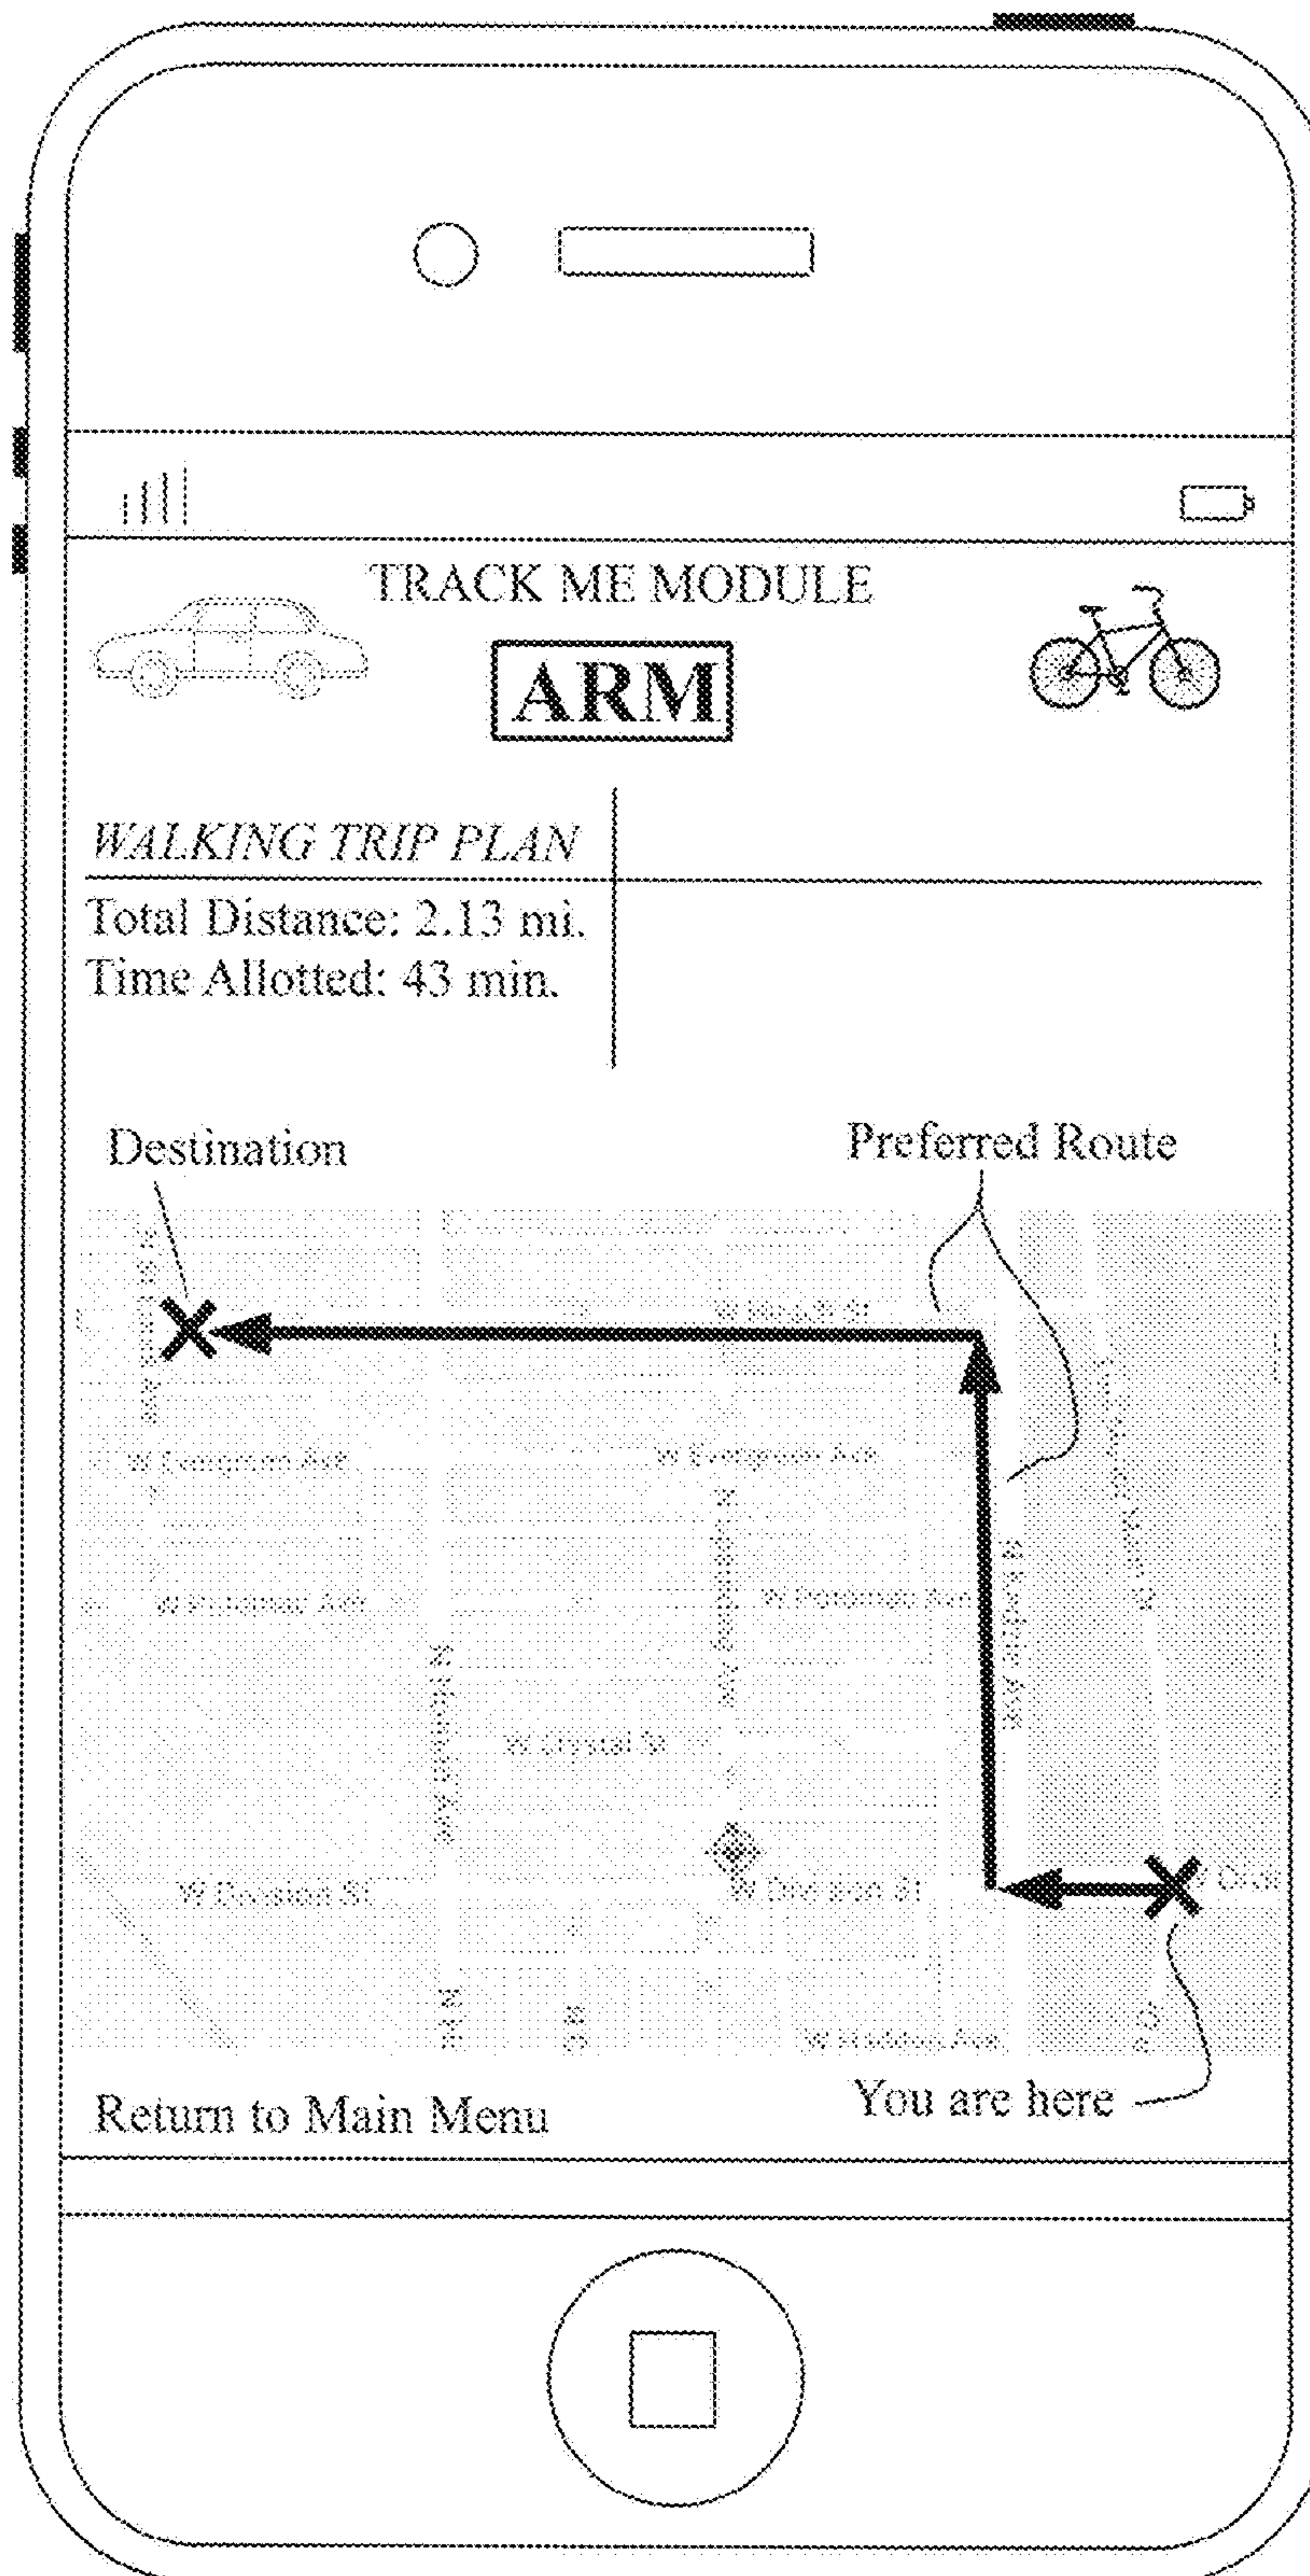 TRACK ME MODULE
ARM
WALKING TRIP PLAN
Total Distance: 2.13 mi.
Time Allotted: 43 min.
Destination
Preferred Route
W Evergreen Ave
W Evergreen Ave
W Potomac Ave
W Potomac Ave
W Crystal St
W Division St
W Division St
You are here
Return to Main Menu